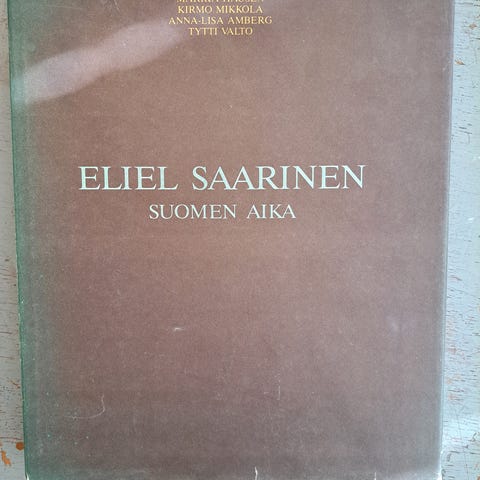 KIRMO MIKKOLA
ANNA-LISA AMBERG
TYTTI VALTO
ELIEL SAARINEN
SUOMEN AIKA